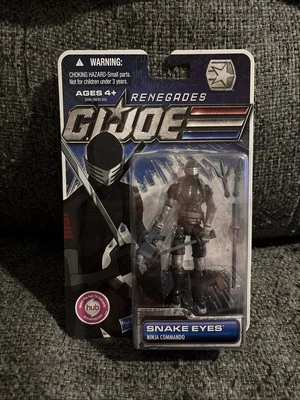 WARNING:
CHOKING HAZARD-Small parts.
Not for children under 3 years.
AGES 4+
RENEGADES
G.I. JOE
hub
SNAKE EYES
NINJA COMMANDO